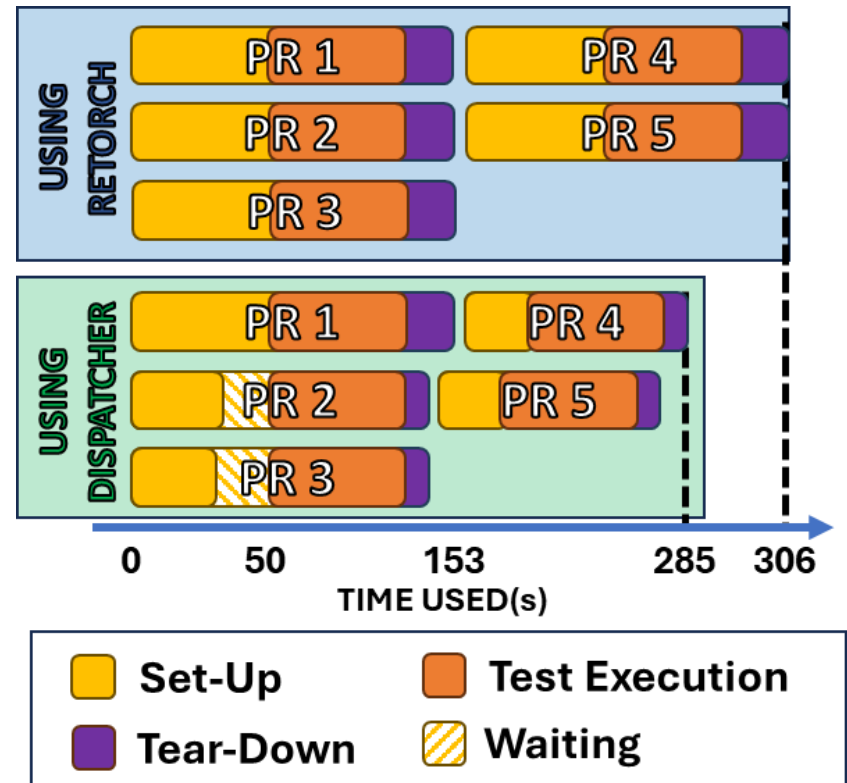 USING
RETORCH
PR 1
PR 4
PR 2
PR 5
PR 3
USING
DISPATCHER
PR 1
PR 4
PR 2
PR 5
PR 3
0 50 153 285 306
TIME USED(s)
Set-Up
Test Execution
Tear-Down
Waiting